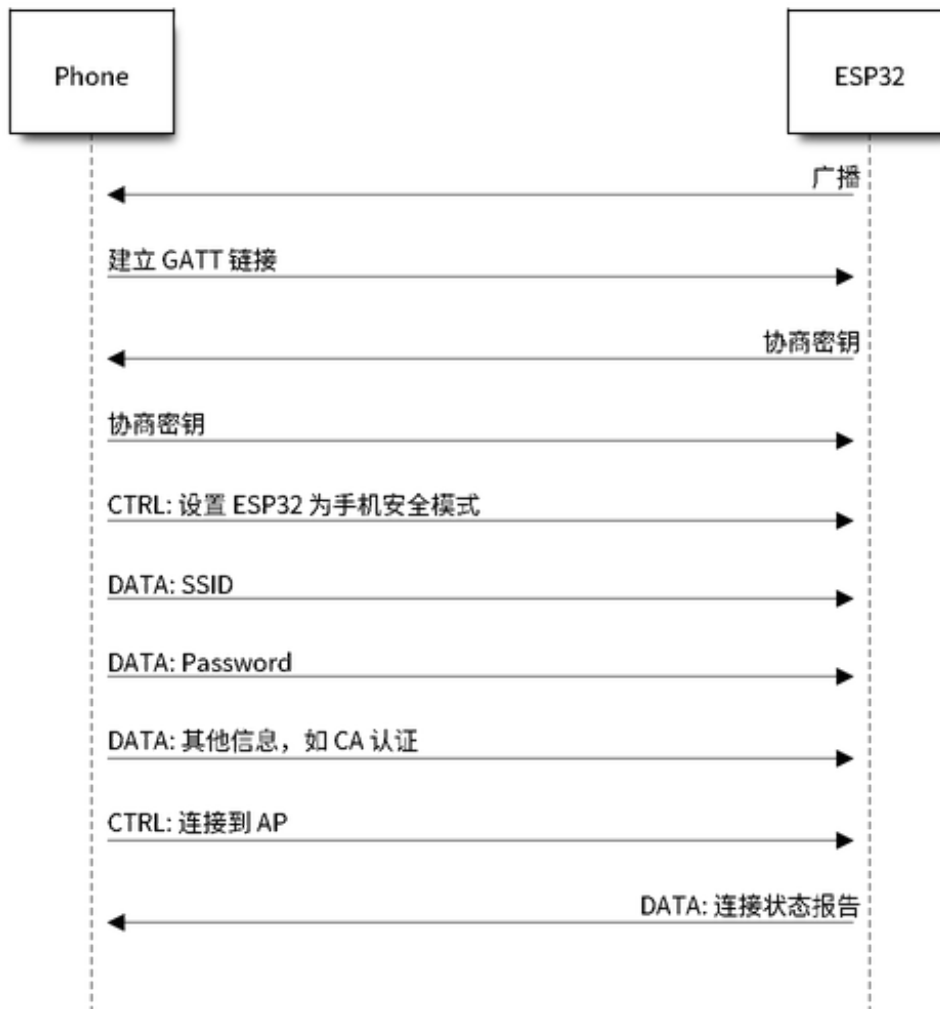 Phone
ESP32
广播
建立 GATT 链接
协商密钥
协商密钥
CTRL: 设置 ESP32 为手机安全模式
DATA: SSID
DATA: Password
DATA: 其他信息，如 CA 认证
CTRL: 连接到 AP
DATA: 连接状态报告